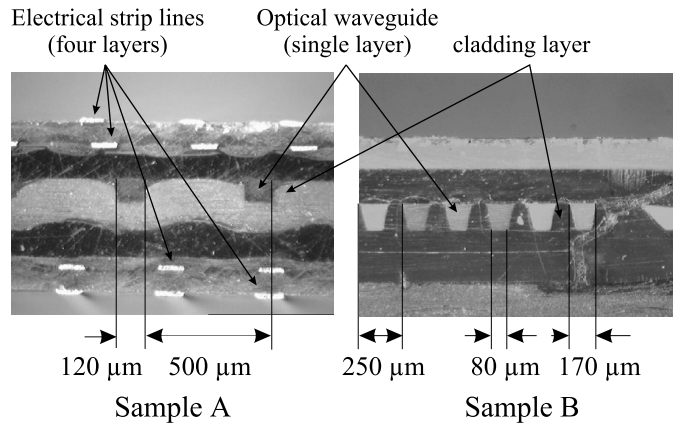 Electrical strip lines
(four layers)
Optical waveguide
(single layer)
cladding layer
120 µm
500 µm
250 µm
80 µm
170 µm
Sample A
Sample B